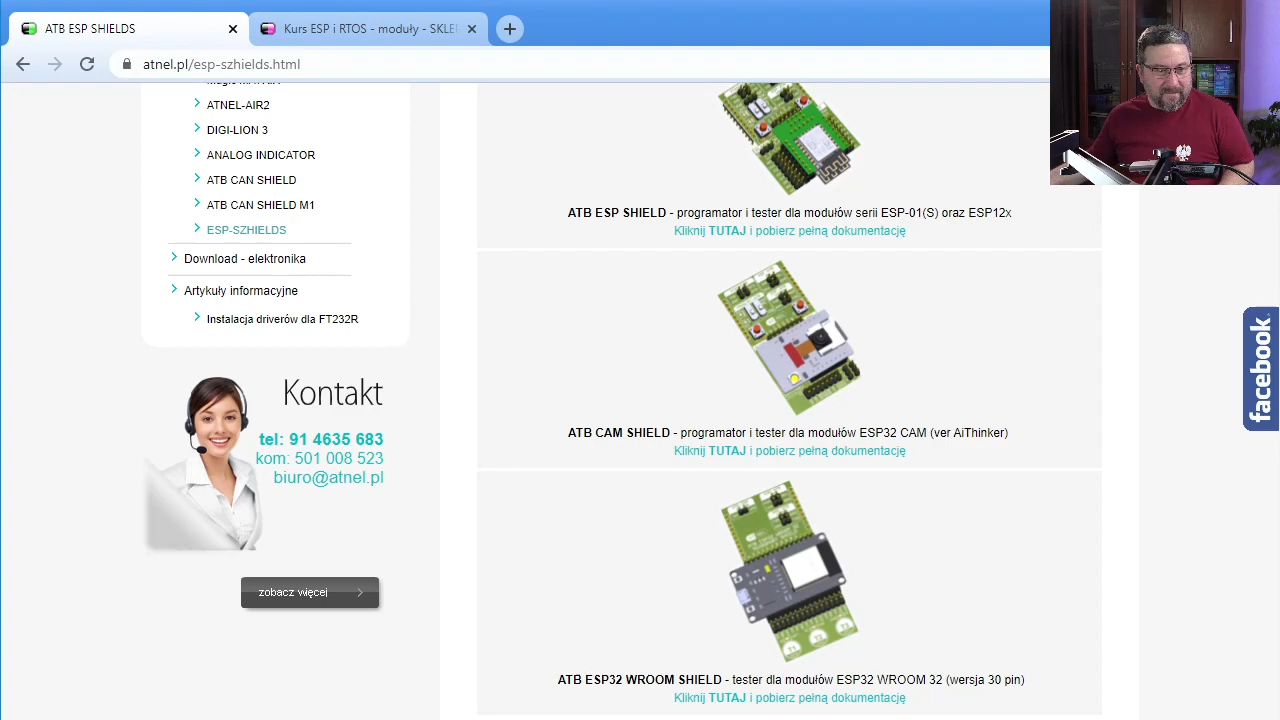 ATB ESP SHIELDS
Kurs ESP i RTOS - moduły - SKLE
atnel.pl/esp-szhields.html
ATNEL-AIR2
DIGI-LION 3
ANALOG INDICATOR
ATB CAN SHIELD
ATB CAN SHIELD M1
ESP-SZHIELDS
Download - elektronika
Artykuły informacyjne
Instalacja driverów dla FT232R
Kontakt
tel: 91 4635 683
kom: 501 008 523
biuro@atnel.pl
zobacz więcej
ATB ESP SHIELD - programator i tester dla modułów serii ESP-01(S) oraz ESP12x
Kliknij TUTAJ i pobierz pełną dokumentację
ATB CAM SHIELD - programator i tester dla modułów ESP32 CAM (ver AiThinker)
Kliknij TUTAJ i pobierz pełną dokumentację
T1
T2
T3
ATB ESP32 WROOM SHIELD - tester dla modułów ESP32 WROOM 32 (wersja 30 pin)
Kliknij TUTAJ i pobierz pełną dokumentację
facebook